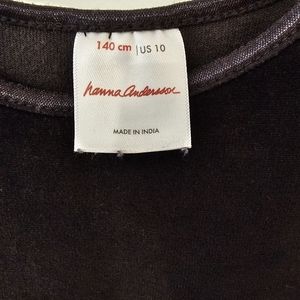 140 cm | US 10
hanna Andersson
MADE IN INDIA